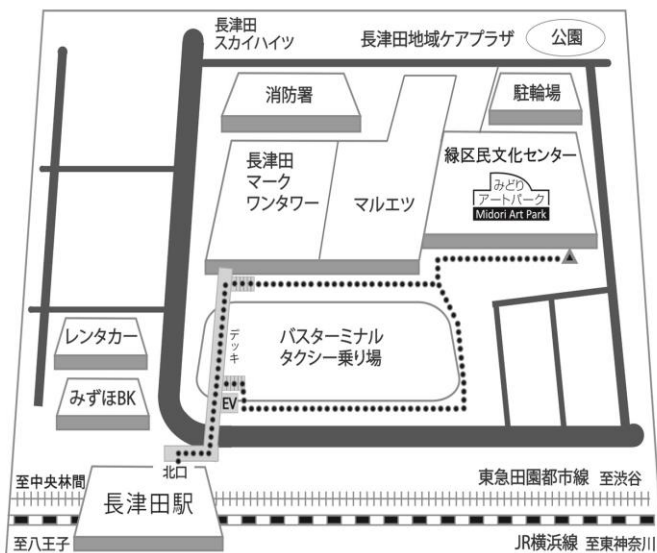 長津田
スカイハイツ
長津田地域ケアプラザ
公園
消防署
駐輪場
長津田
マーク
ワンタワー
マルエツ
緑区民文化センター
みどり
アートパーク
Midori Art Park
レンタカー
デッキ
バスターミナル
タクシー乗り場
みずほBK
EV
北口
至中央林間
東急田園都市線 至渋谷
長津田駅
至八王子
JR横浜線 至東神奈川